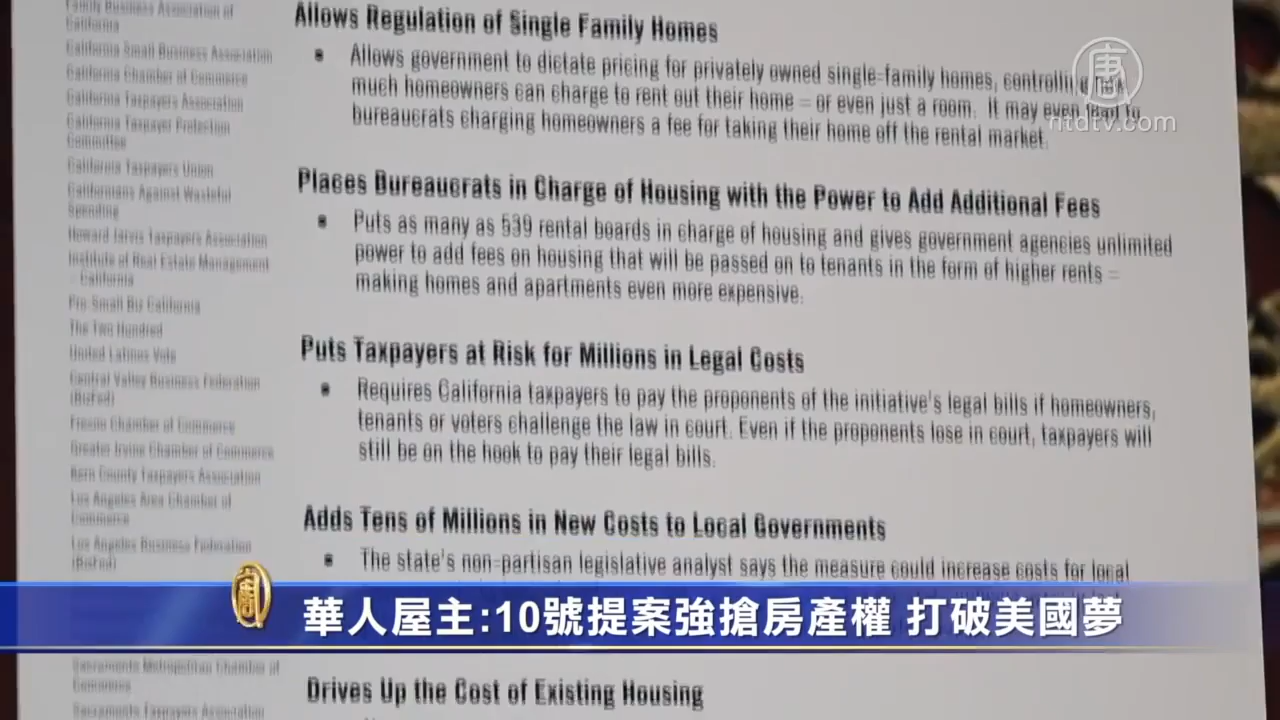 Family Business Association of
California
California Small Business Association
California Chamber of Commerce
California Taxpayers Association
California Taxpayer Protection
Committee
California Taxpayers Union
Californians Against Wasteful
Spending
Howard Jarvis Taxpayers Association
Institute of Real Estate Management
– California
Pro Small Biz California
The Two Hundred
United Latinos Vote
Central Valley Business Federation
(BizFed)
Fresno Chamber of Commerce
Greater Irvine Chamber of Commerce
Kern County Taxpayers Association
Los Angeles Area Chamber of
Commerce
Los Angeles Business Federation
(BizFed)
Sacramento Metropolitan Chamber of
Commerce
Sacramento Taxpayers Association
Allows Regulation of Single Family Homes
• Allows government to dictate pricing for privately owned single-family homes, controlling how
much homeowners can charge to rent out their home – or even just a room. It may even lead to
bureaucrats charging homeowners a fee for taking their home off the rental market.
Places Bureaucrats in Charge of Housing with the Power to Add Additional Fees
• Puts as many as 539 rental boards in charge of housing and gives government agencies unlimited
power to add fees on housing that will be passed on to tenants in the form of higher rents –
making homes and apartments even more expensive.
Puts Taxpayers at Risk for Millions in Legal Costs
• Requires California taxpayers to pay the proponents of the initiative's legal bills if homeowners,
tenants or voters challenge the law in court. Even if the proponents lose in court, taxpayers will
still be on the hook to pay their legal bills.
Adds Tens of Millions in New Costs to Local Governments
• The state's non-partisan legislative analyst says the measure could increase costs for local
Drives Up the Cost of Existing Housing
唐
ntdtv.com
華人屋主:10號提案強搶房產權 打破美國夢